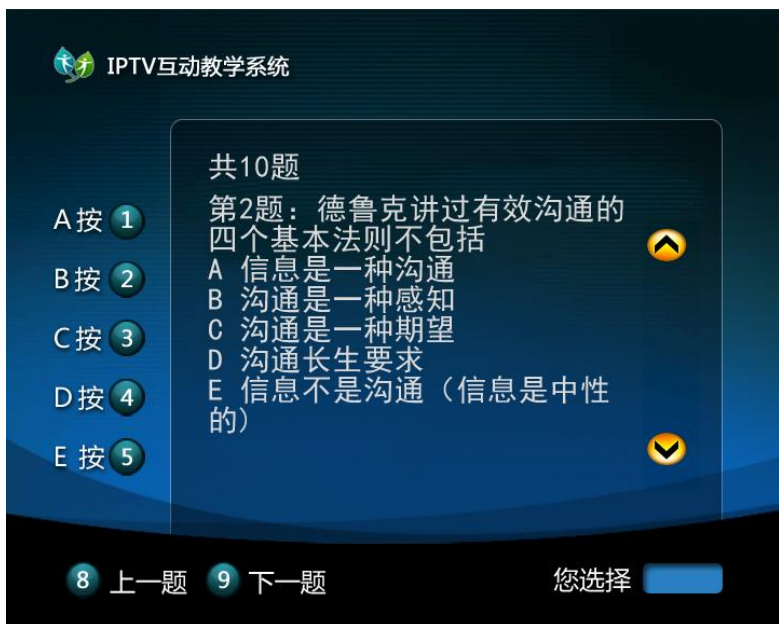 IPTV互动教学系统
共10题
第2题：德鲁克讲过有效沟通的
四个基本法则不包括
A 信息是一种沟通
B 沟通是一种感知
C 沟通是一种期望
D 沟通长生要求
E 信息不是沟通（信息是中性
的）
A按 1
B按 2
C按 3
D按 4
E 按 5
8 上一题 9 下一题 您选择